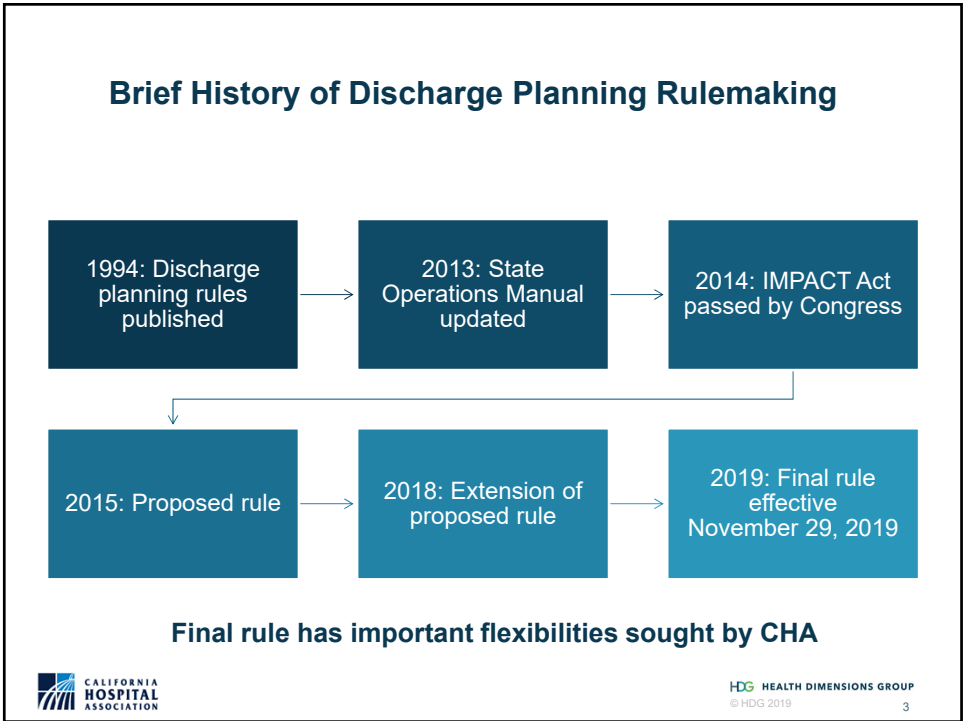 Brief History of Discharge Planning Rulemaking
1994: Discharge
planning rules
published
2013: State
Operations Manual
updated
2014: IMPACT Act
passed by Congress
2015: Proposed rule
2018: Extension of
proposed rule
2019: Final rule
effective
November 29, 2019
Final rule has important flexibilities sought by CHA
CALIFORNIA
HOSPITAL
ASSOCIATION
HDG HEALTH DIMENSIONS GROUP
© HDG 2019
3